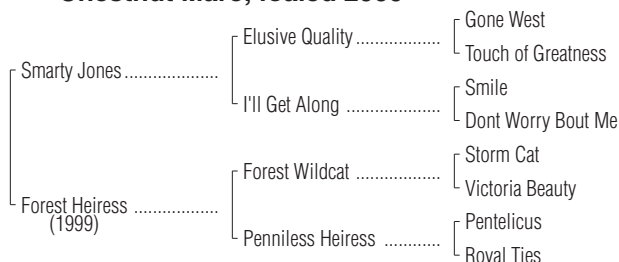 Chestnut Mare; foaled
Gone West
Elusive Quality ..................
Touch of Greatness
Smarty Jones ....................
Smile
I'll Get Along ....................
Dont Worry Bout Me
Storm Cat
Forest Wildcat ..................
Victoria Beauty
Forest Heiress ..................
(1999)
Pentelicus
Penniless Heiress .............
Royal Ties